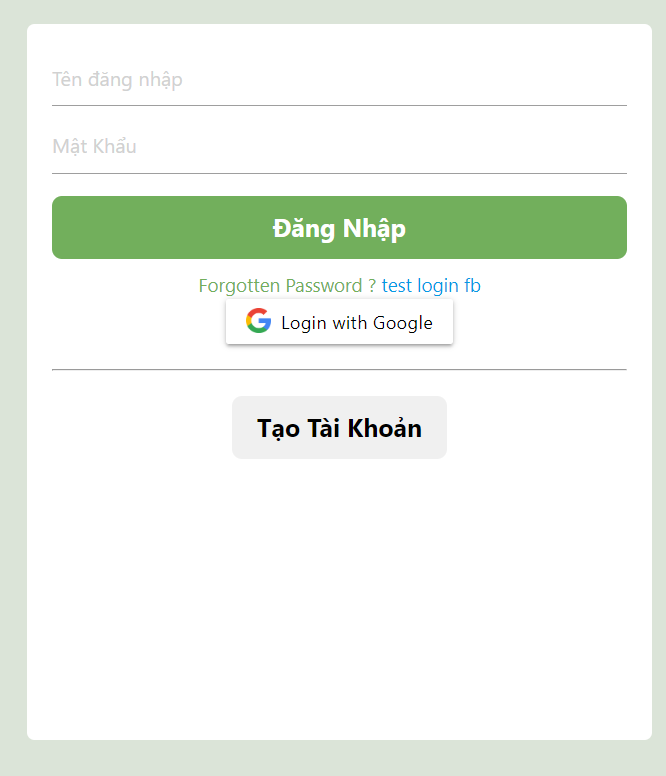 Tên đăng nhập
Mật Khẩu
Đăng Nhập
Forgotten Password ? test login fb
Login with Google
Tạo Tài Khoản